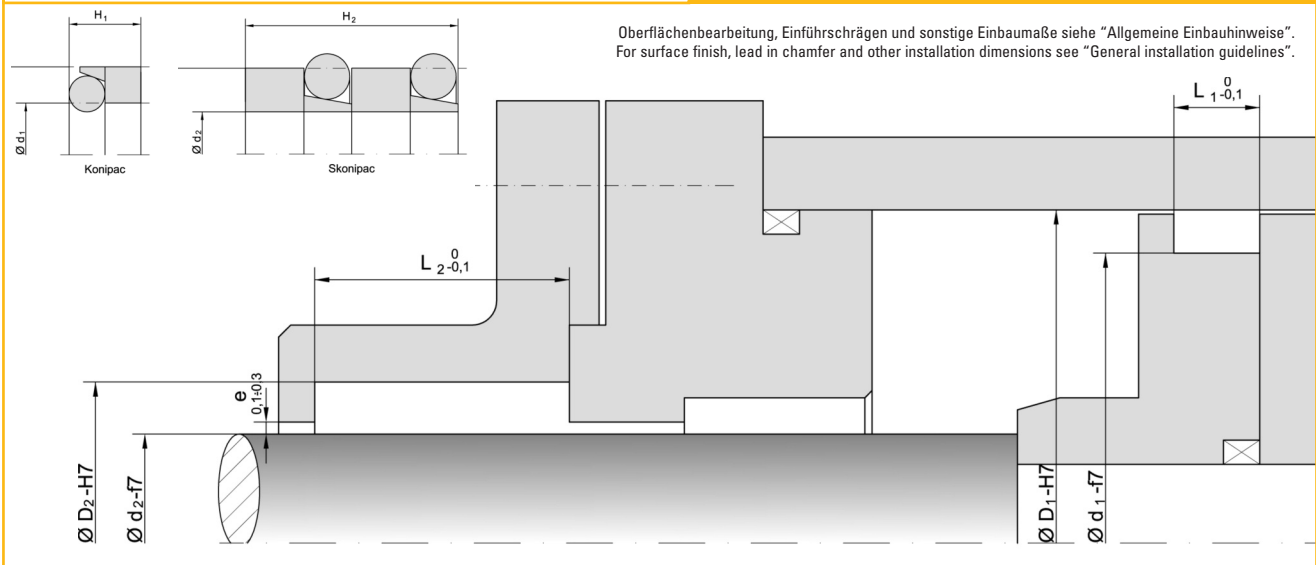 H₁
Ø d₁
Konipac
H₂
Ø d₂
Skonipac
Oberflächenbearbeitung, Einführschrägen und sonstige Einbaumaße siehe “Allgemeine Einbauhinweise”.
For surface finish, lead in chamfer and other installation dimensions see “General installation guidelines”.
L 1 0 -0,1
L 2 0 -0,1
e 0,1÷0,3
Ø D₂-H7
Ø d₂-f7
Ø D₁-H7
Ø d₁-f7